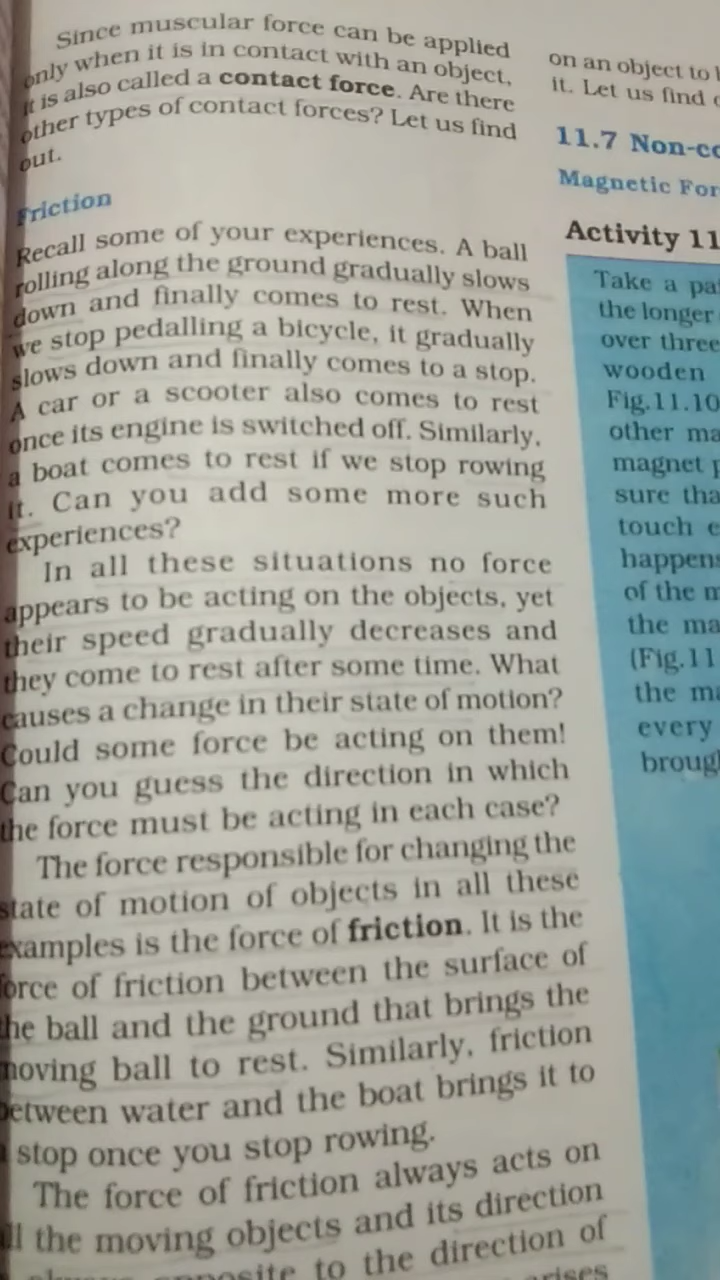 Since muscular force can be applied
only when it is in contact with an object,
it is also called a contact force. Are there
other types of contact forces? Let us find
out.
Friction
Recall some of your experiences. A ball
rolling along the ground gradually slows
down and finally comes to rest. When
we stop pedalling a bicycle, it gradually
slows down and finally comes to a stop.
A car or a scooter also comes to rest
once its engine is switched off. Similarly,
a boat comes to rest if we stop rowing
it. Can you add some more such
experiences?
In all these situations no force
appears to be acting on the objects, yet
their speed gradually decreases and
they come to rest after some time. What
causes a change in their state of motion?
Could some force be acting on them!
Can you guess the direction in which
the force must be acting in each case?
The force responsible for changing the
state of motion of objects in all these
examples is the force of friction. It is the
force of friction between the surface of
the ball and the ground that brings the
moving ball to rest. Similarly, friction
between water and the boat brings it to
stop once you stop rowing.
The force of friction always acts on
the moving objects and its direction
to the direction of
on an object to
it. Let us find
11.7 Non-
Magnetic
Activity 11
Take a
the longer
over three
wooden
Fig.11.10
other
magnet
sure
touch
happens
of the
the
(Fig.11
the
every